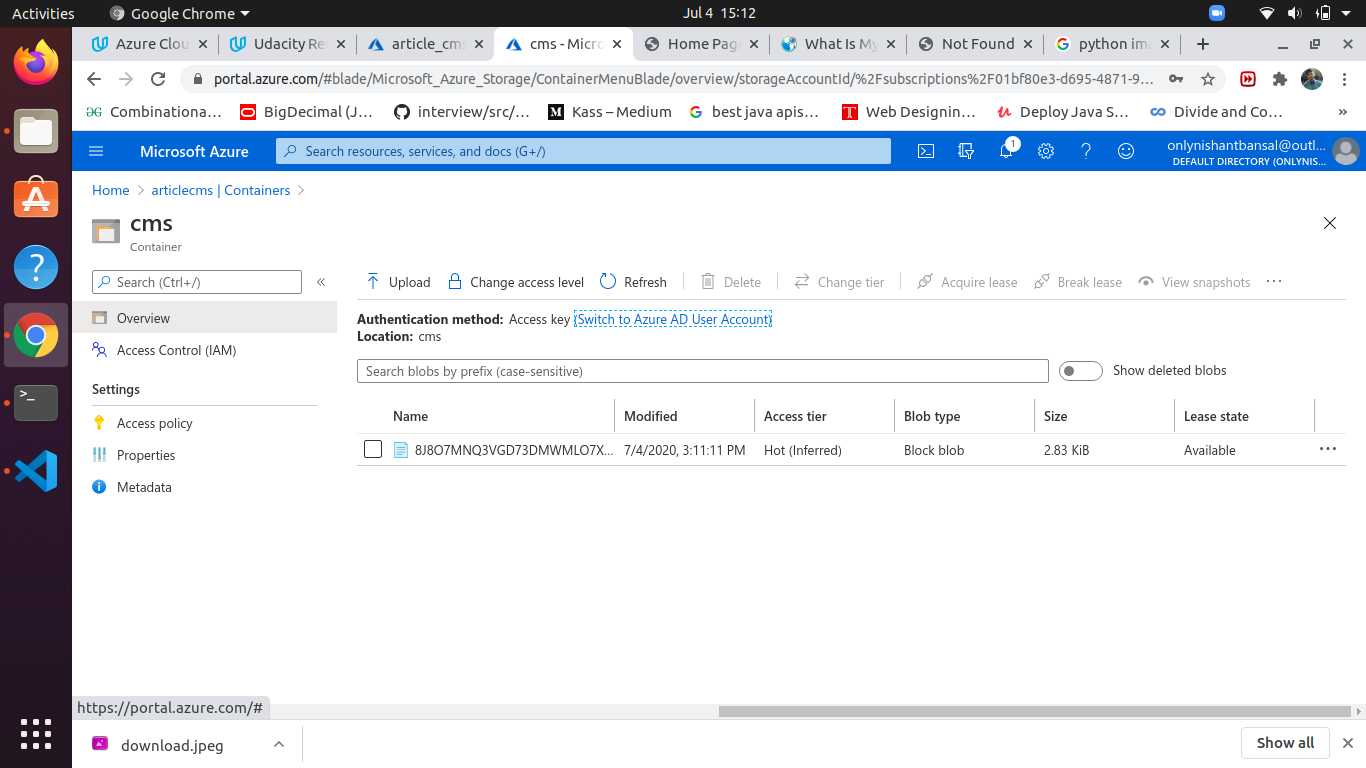 Activities Google Chrome Jul 4 15:12
Azure Clou Udacity Re article_cms cms - Micro Home Page What Is My Not Found python ima
portal.azure.com/#blade/Microsoft_Azure_Storage/ContainerMenuBlade/overview/storageAccountId/%2Fsubscriptions%2F01bf80e3-d695-4871-9…
Combinationa… BigDecimal (J… interview/src/… Kass – Medium best java apis… Web Designin… Deploy Java S… Divide and Co… »
Microsoft Azure Search resources, services, and docs (G+/) 1 onlynishantbansal@outl...
DEFAULT DIRECTORY (ONLYNIS...
Home > articlecms | Containers >
cms
Container
Search (Ctrl+/) « Upload Change access level Refresh Delete Change tier Acquire lease Break lease View snapshots ...
Overview
Access Control (IAM)
Settings
Access policy
Properties
Metadata
Authentication method: Access key (Switch to Azure AD User Account)
Location: cms
Search blobs by prefix (case-sensitive) Show deleted blobs
Name Modified Access tier Blob type Size Lease state
8J8O7MNQ3VGD73DMWMLO7X... 7/4/2020, 3:11:11 PM Hot (Inferred) Block blob 2.83 KiB Available ...
https://portal.azure.com/#
download.jpeg Show all